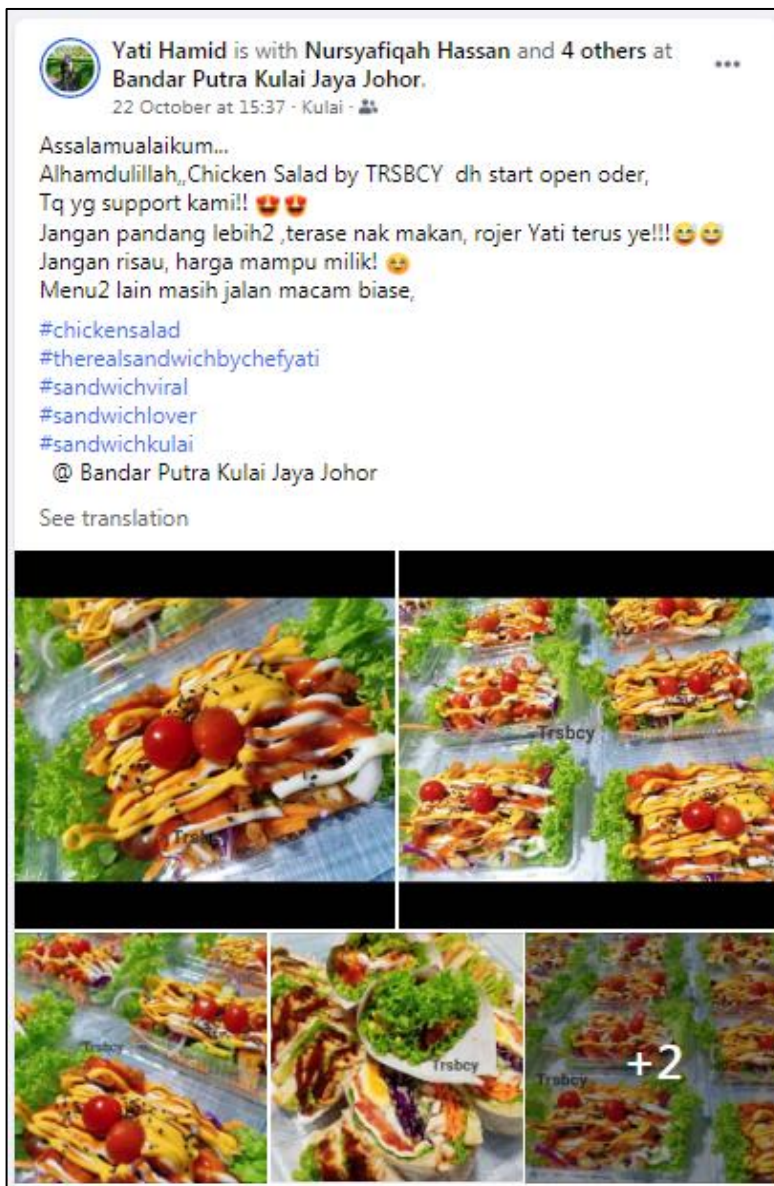 Yati Hamid is with Nursyafiqah Hassan and 4 others at
Bandar Putra Kulai Jaya Johor.
22 October at 15:37 · Kulai ·
Assalamualaikum...
Alhamdulillah,,Chicken Salad by TRSBCY dh start open oder,
Tq yg support kami!! 😍😍
Jangan pandang lebih2 ,terase nak makan, rojer Yati terus ye!!!😅😅
Jangan risau, harga mampu milik! ☺️
Menu2 lain masih jalan macam biase,
#chickensalad
#therealsandwichbychefyati
#sandwichviral
#sandwichlover
#sandwichkulai
@ Bandar Putra Kulai Jaya Johor
See translation
Trsbcy
Trsbcy
Trsbcy
Trsbcy
Trsbcy
+2